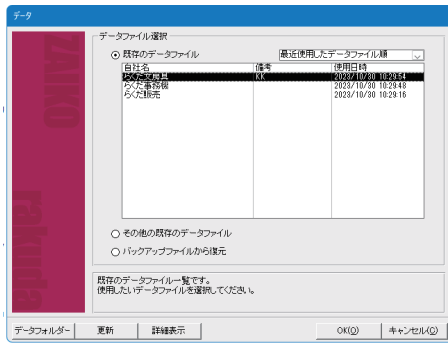 データ
データファイル選択
既存のデータファイル
最近使用したデータファイル順
自社名 備考 使用日時
らくだ文房具 KK 2023/10/30 10:29:54
らくだ事務機 2023/10/30 10:29:48
らくだ販売 2023/10/30 10:29:16
その他の既存のデータファイル
バックアップファイルから復元
既存のデータファイル一覧です。
使用したいデータファイルを選択してください。
データフォルダー 更新 詳細表示 OK(O) キャンセル(C)
ZAIKO
rakuda